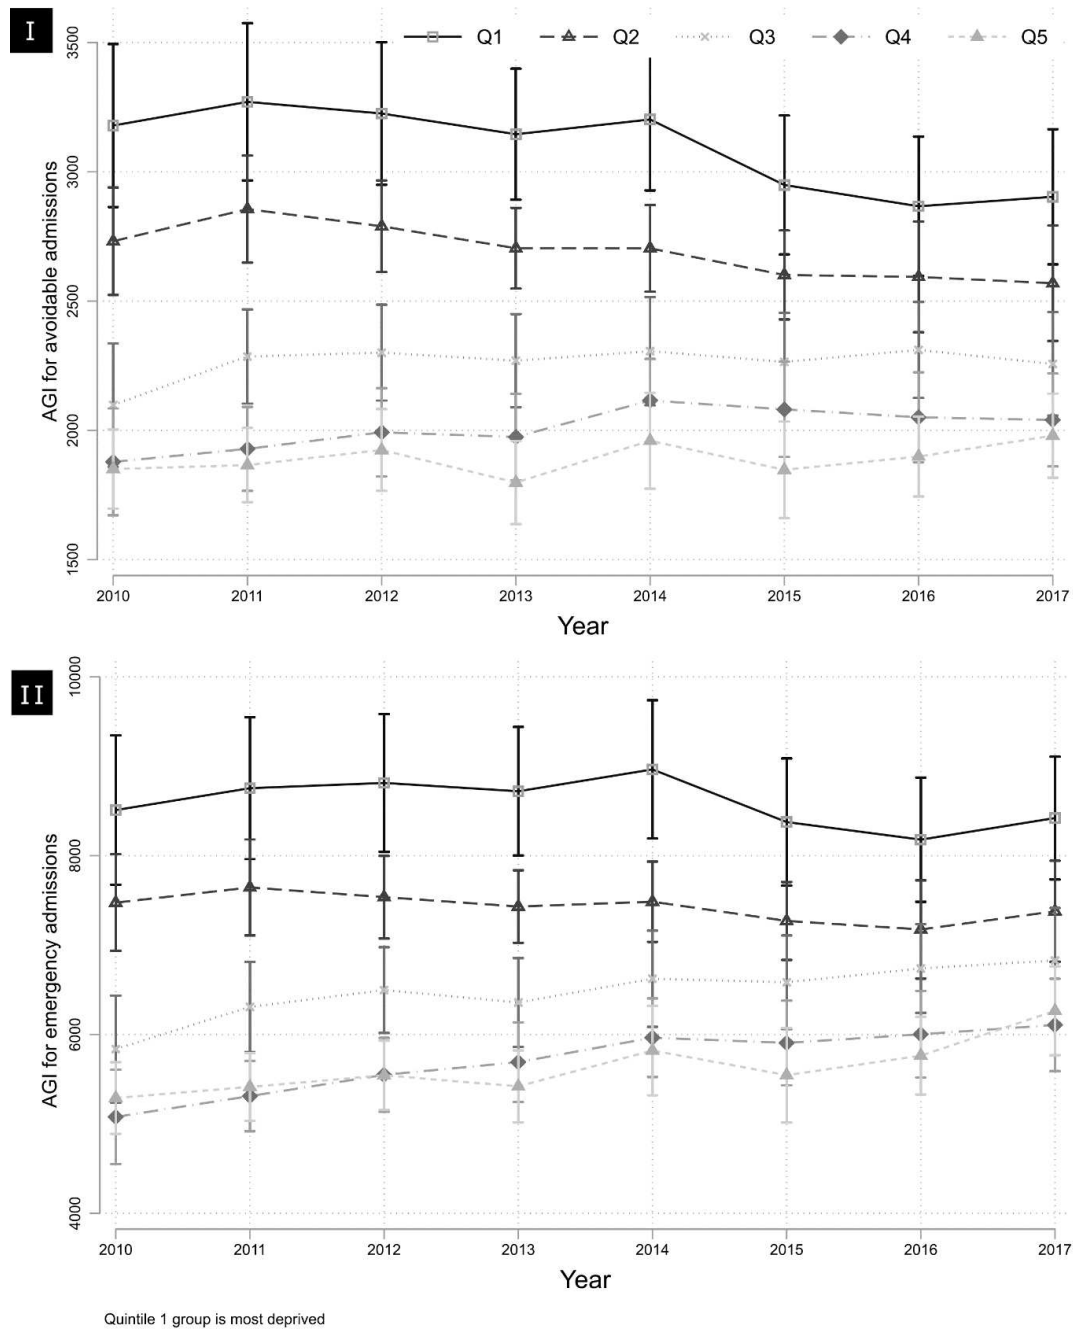 I
Q1 Q2 Q3 Q4 Q5
AGI for avoidable admissions
3500
3000
2500
2000
1500
2010 2011 2012 2013 2014 2015 2016 2017
Year
II
AGI for emergency admissions
10000
8000
6000
4000
2010 2011 2012 2013 2014 2015 2016 2017
Year
Quintile 1 group is most deprived